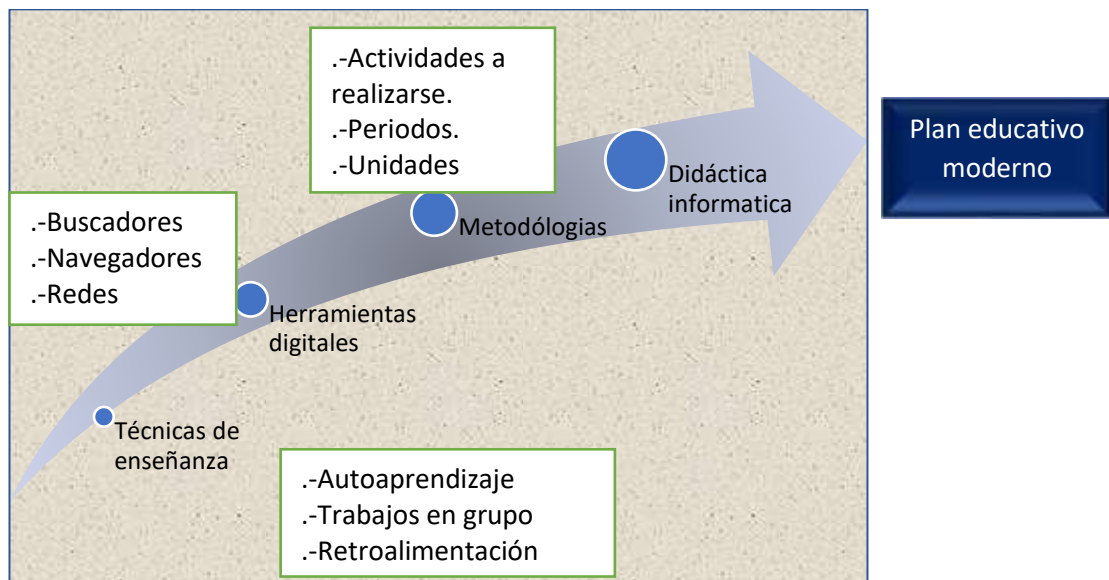 .-Actividades a
realizarse.
.-Periodos.
.-Unidades
Plan educativo
moderno
Didáctica
informatica
.-Buscadores
.-Navegadores
.-Redes
Metodólogias
Herramientas
digitales
Técnicas de
enseñanza
.-Autoaprendizaje
.-Trabajos en grupo
.-Retroalimentación